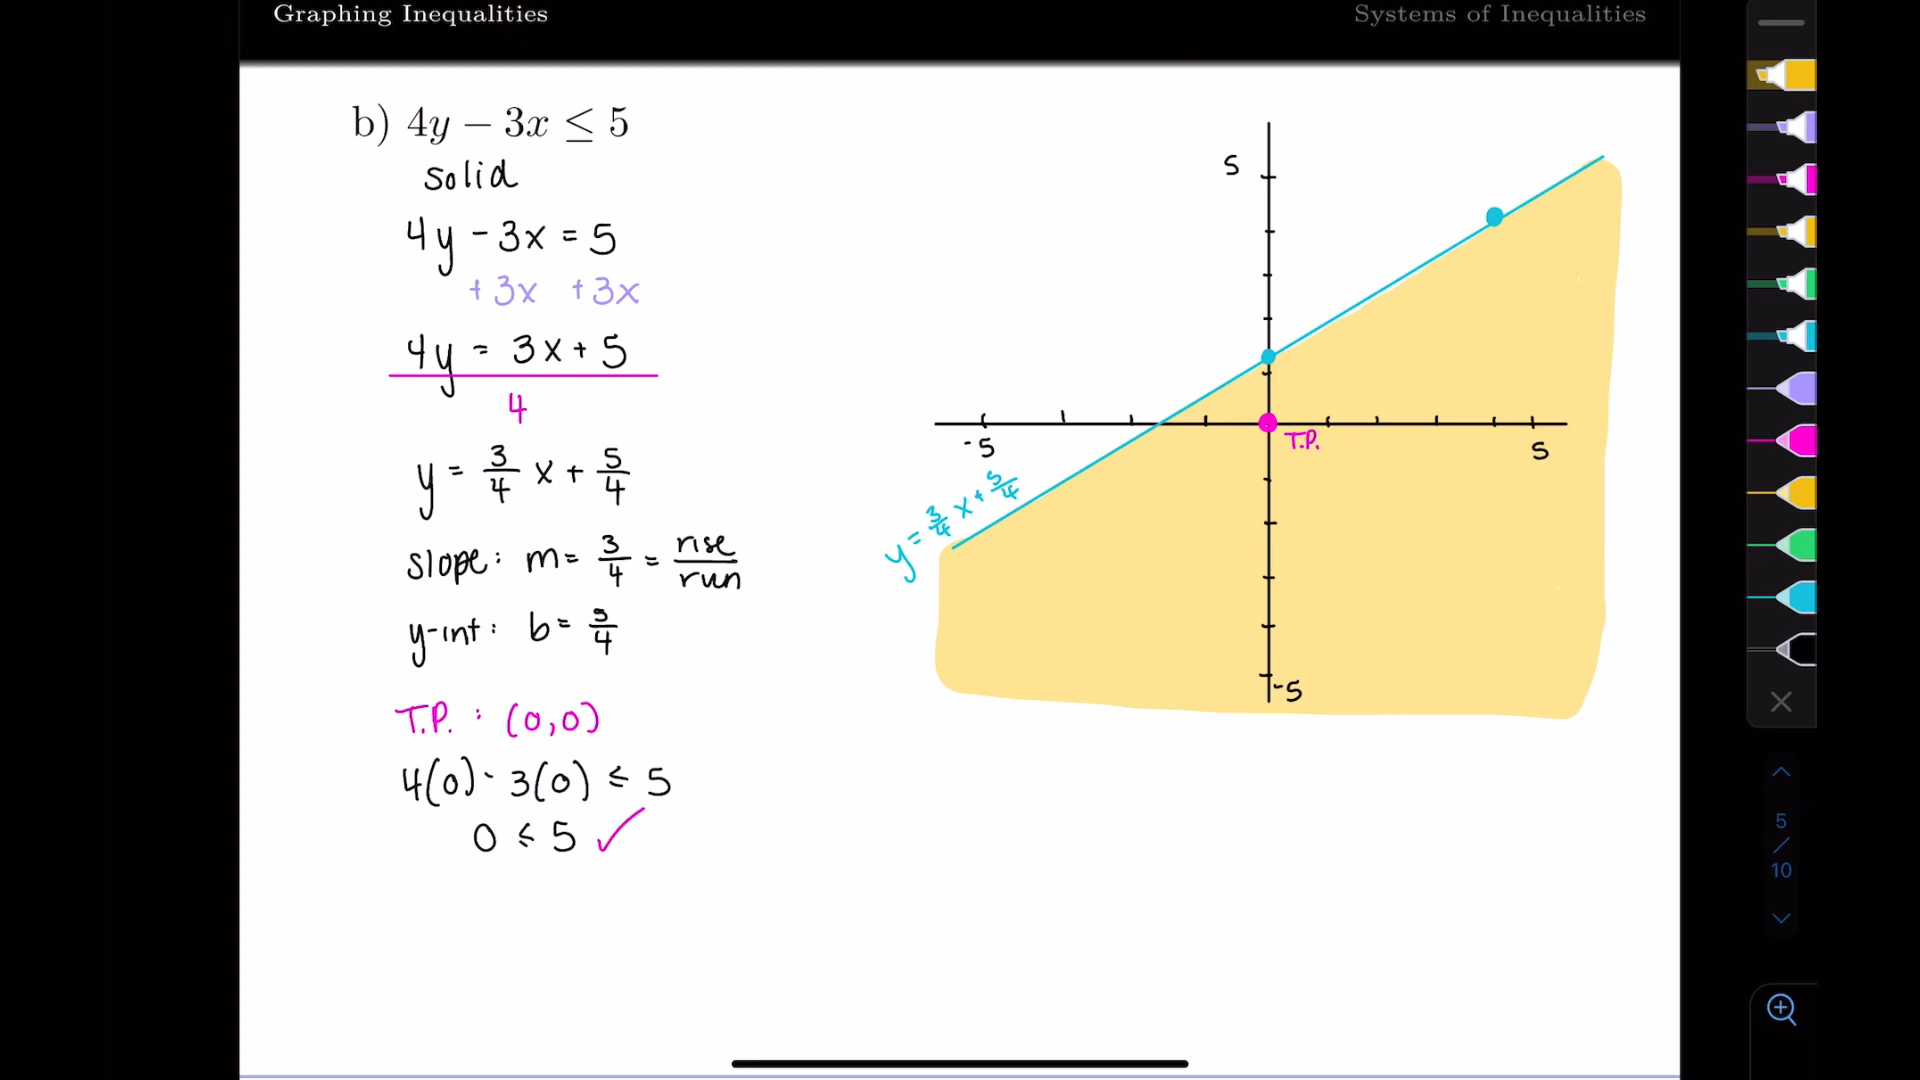 Graphing Inequalities
Systems of Inequalities
b) 4y − 3x ≤ 5
solid
4y - 3x = 5
+ 3x + 3x
4y = 3x + 5
4
y = 3/4 x + 5/4
slope: m = 3/4 = rise/run
y-int: b = 5/4
T.P. : (0,0)
4(0) - 3(0) ≤ 5
0 ≤ 5 ✓
5
-5
T.P.
5
y = 3/4 x + 5/4
-5
5
/
10